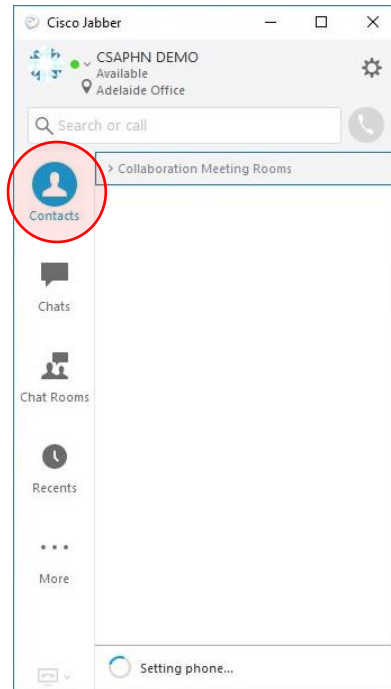 Cisco Jabber
CSAPHN DEMO
Available
Adelaide Office
Search or call
> Collaboration Meeting Rooms
Contacts
Chats
Chat Rooms
Recents
More
Setting phone...